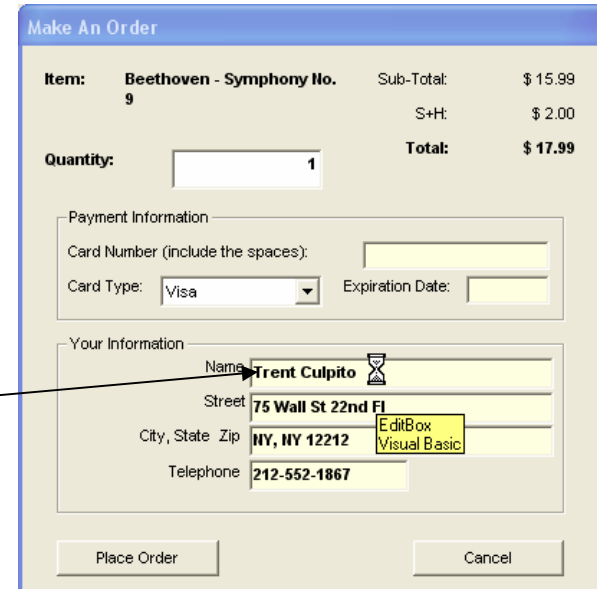 Make An Order
Item: Beethoven - Symphony No. 9
Sub-Total: $ 15.99
S+H: $ 2.00
Total: $ 17.99
Quantity: 1
Payment Information
Card Number (include the spaces):
Card Type: Visa
Expiration Date:
Your Information
Name Trent Culpito
Street 75 Wall St 22nd Fl
EditBox
Visual Basic
City, State Zip NY, NY 12212
Telephone 212-552-1867
Place Order
Cancel